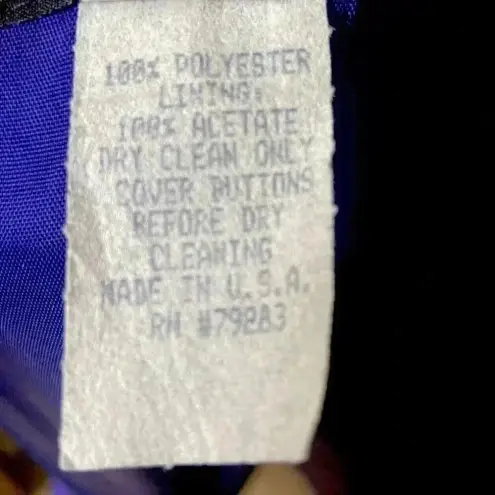 100% POLYESTER
LINING:
100% ACETATE
DRY CLEAN ONLY
COVER BUTTONS
BEFORE DRY
CLEANING
MADE IN U.S.A.
RN #79283